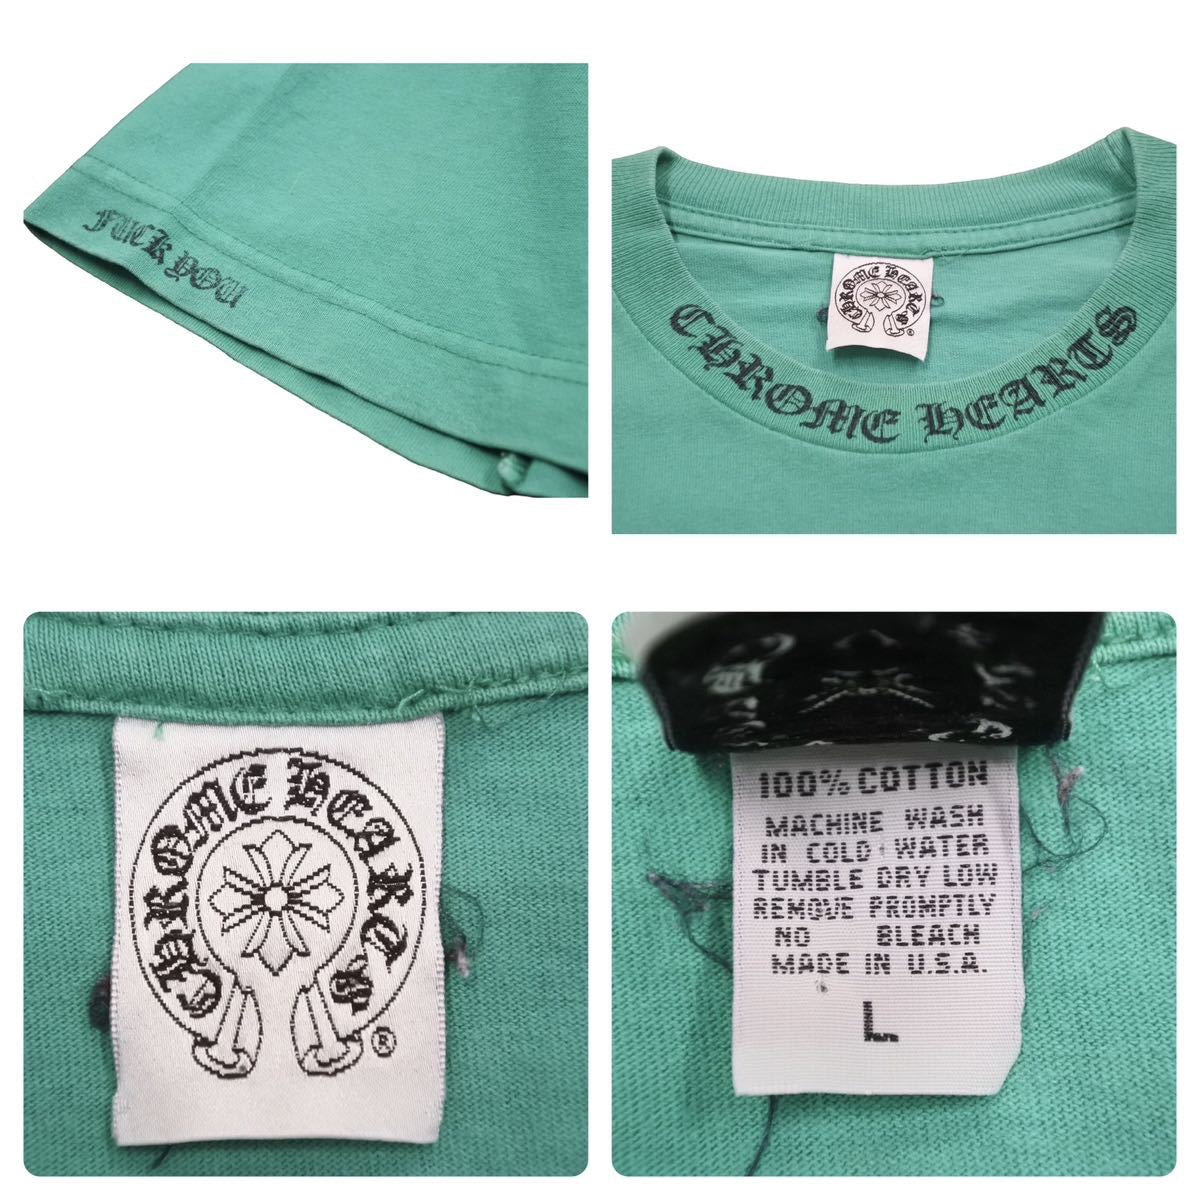 FUCK YOU
CHROME HEARTS
®
CHROME HEARTS
CHROME HEARTS
®
100% COTTON
MACHINE WASH
IN COLD WATER
TUMBLE DRY LOW
REMOVE PROMPTLY
NO BLEACH
MADE IN U.S.A.
L